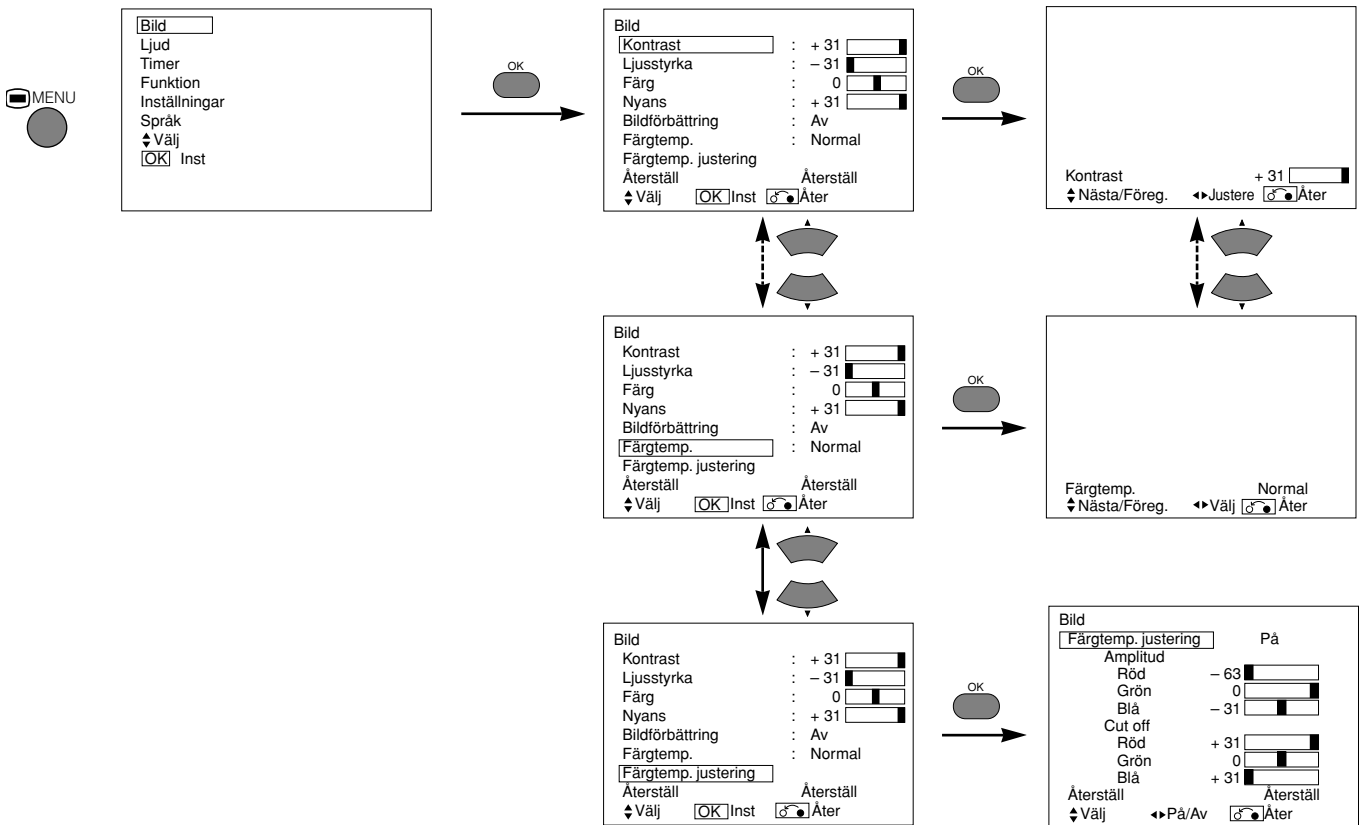 MENU
Bild
Ljud
Timer
Funktion
Inställningar
Språk
Välj
OK Inst
OK
Bild
Kontrast : + 31
Ljusstyrka : – 31
Färg : 0
Nyans : + 31
Bildförbättring : Av
Färgtemp. : Normal
Färgtemp. justering
Återställ Återställ
Välj OK Inst Åter
OK
Kontrast + 31
Nästa/Föreg. Justere Åter
Bild
Kontrast : + 31
Ljusstyrka : – 31
Färg : 0
Nyans : + 31
Bildförbättring : Av
Färgtemp. : Normal
Färgtemp. justering
Återställ Återställ
Välj OK Inst Åter
OK
Färgtemp. Normal
Nästa/Föreg. Välj Åter
Bild
Kontrast : + 31
Ljusstyrka : – 31
Färg : 0
Nyans : + 31
Bildförbättring : Av
Färgtemp. : Normal
Färgtemp. justering
Återställ Återställ
Välj OK Inst Åter
OK
Bild
Färgtemp. justering På
Amplitud
Röd – 63
Grön 0
Blå – 31
Cut off
Röd + 31
Grön 0
Blå + 31
Återställ Återställ
Välj På/Av Åter